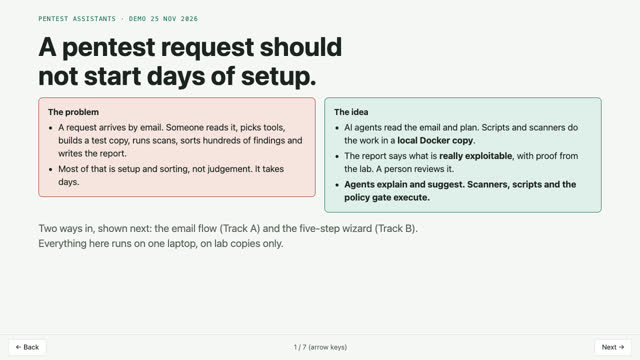 PENTEST ASSISTANTS · DEMO 25 NOV 2026
A pentest request should
not start days of setup.
The problem
• A request arrives by email. Someone reads it, picks tools,
builds a test copy, runs scans, sorts hundreds of findings and
writes the report.
• Most of that is setup and sorting, not judgement. It takes
days.
The idea
• AI agents read the email and plan. Scripts and scanners do
the work in a local Docker copy.
• The report says what is really exploitable, with proof from
the lab. A person reviews it.
• Agents explain and suggest. Scanners, scripts and the
policy gate execute.
Two ways in, shown next: the email flow (Track A) and the five-step wizard (Track B).
Everything here runs on one laptop, on lab copies only.
← Back
1 / 7 (arrow keys)
Next →